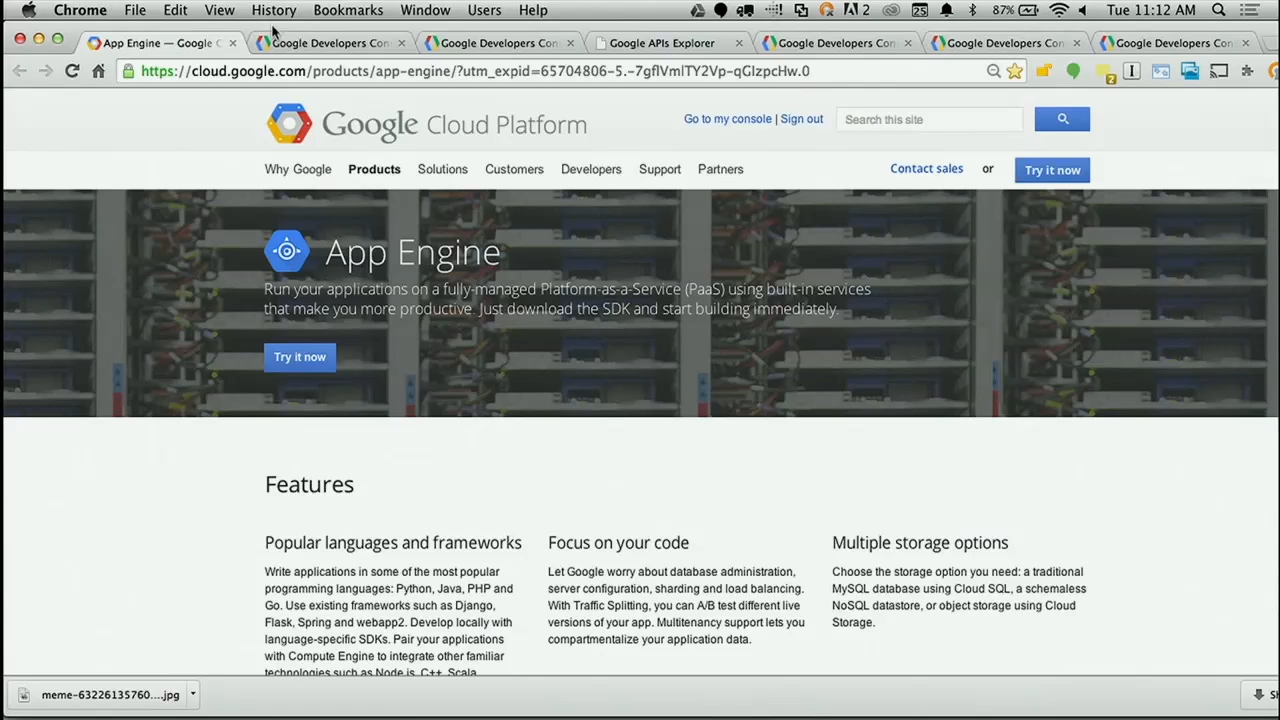 Chrome File Edit View History Bookmarks Window Users Help 2 25 87% Tue 11:12 AM
App Engine — Google C Google Developers Con Google Developers Con Google APIs Explorer Google Developers Con Google Developers Con Google Developers Con
https://cloud.google.com/products/app-engine/?utm_expid=65704806-5.-7gflVmlTY2Vp-qGlzpcHw.0
2
Google Cloud Platform
Go to my console | Sign out
Search this site
Why Google Products Solutions Customers Developers Support Partners
Contact sales or Try it now
App Engine
Run your applications on a fully-managed Platform-as-a-Service (PaaS) using built-in services
that make you more productive. Just download the SDK and start building immediately.
Try it now
Features
Popular languages and frameworks
Write applications in some of the most popular
programming languages: Python, Java, PHP and
Go. Use existing frameworks such as Django,
Flask, Spring and webapp2. Develop locally with
language-specific SDKs. Pair your applications
with Compute Engine to integrate other familiar
technologies such as Node.js, C++, Scala,
Focus on your code
Let Google worry about database administration,
server configuration, sharding and load balancing.
With Traffic Splitting, you can A/B test different live
versions of your app. Multitenancy support lets you
compartmentalize your application data.
Multiple storage options
Choose the storage option you need: a traditional
MySQL database using Cloud SQL, a schemaless
NoSQL datastore, or object storage using Cloud
Storage.
meme-63226135760....jpg